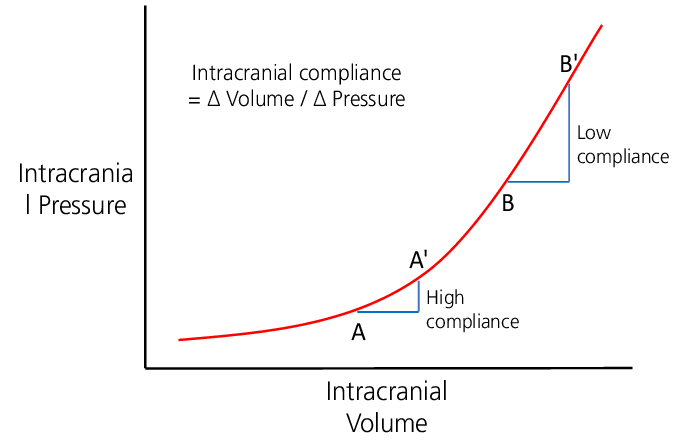 Intracranial compliance
= Δ Volume / Δ Pressure
B'
Low
compliance
Intracrania
l Pressure
B
A'
High
compliance
A
Intracranial
Volume